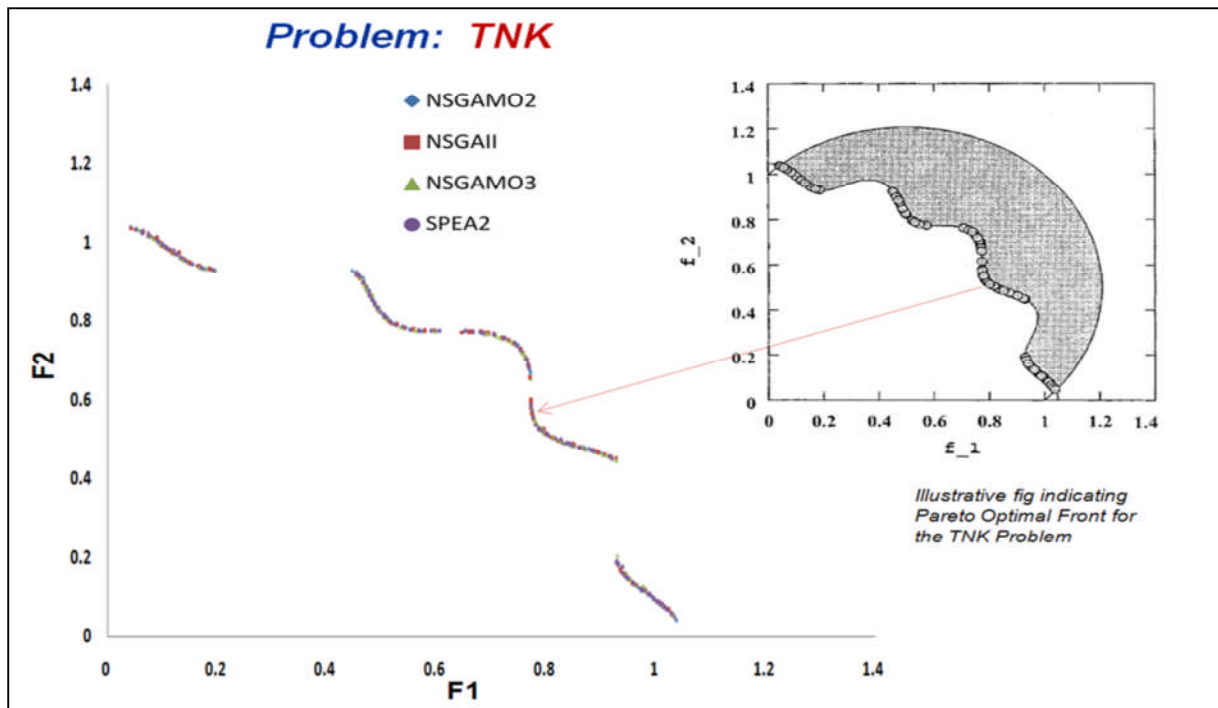 Problem: TNK
NSGAMO2
NSGAII
NSGAMO3
SPEA2
1.4
1.2
1
0.8
0.6
0.4
0.2
0
F2
0 0.2 0.4 0.6 0.8 1 1.2 1.4
F1
1.4
1.2
1
0.8
0.6
0.4
0.2
0
f_2
0 0.2 0.4 0.6 0.8 1 1.2 1.4
f_1
Illustrative fig indicating
Pareto Optimal Front for
the TNK Problem